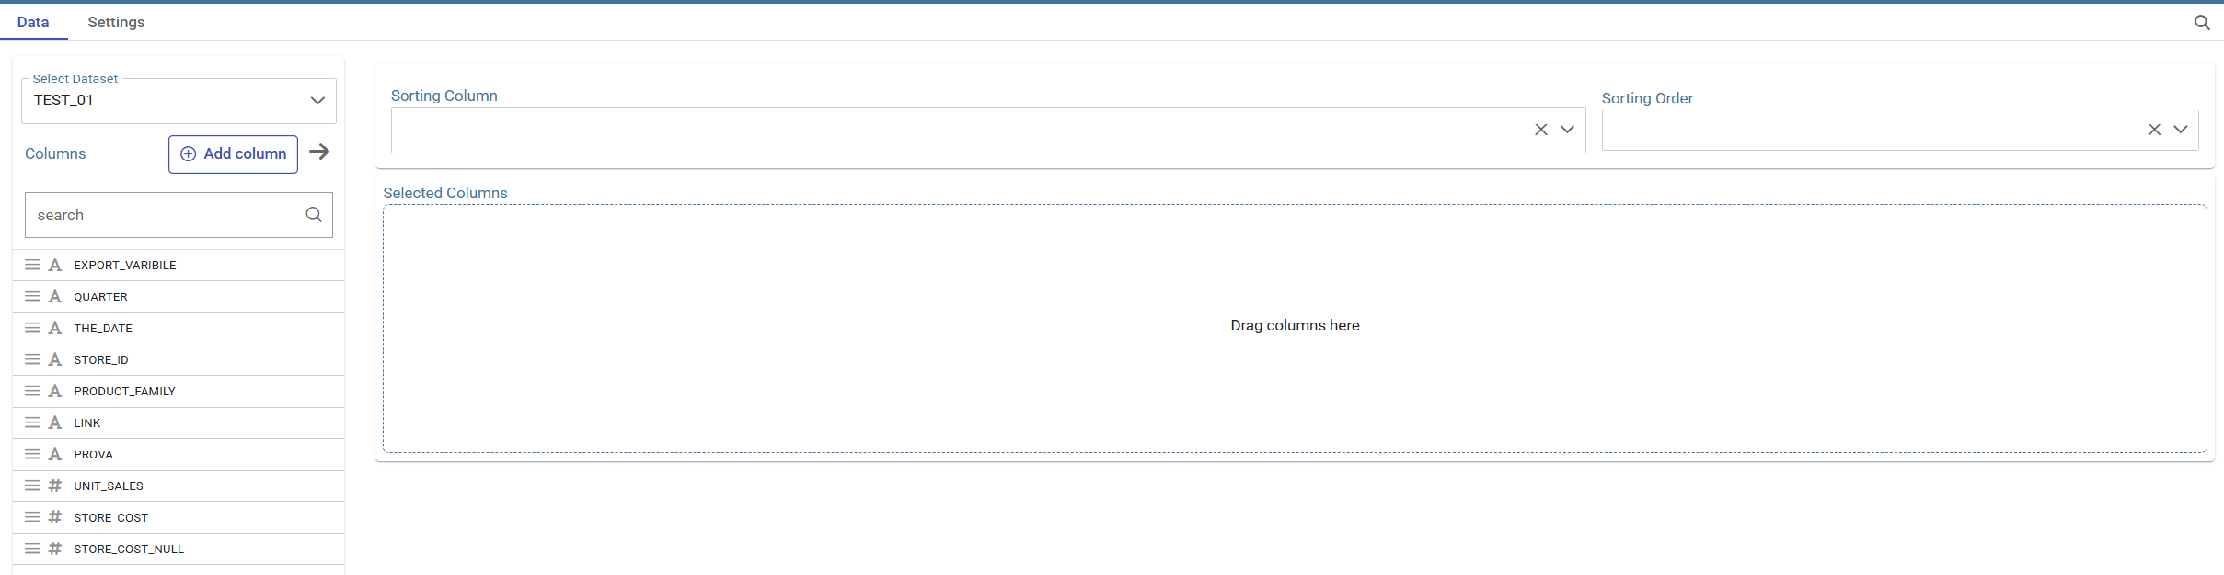 Data Settings
Select Dataset
TEST_01
Columns Add column
search
EXPORT_VARIBILE
QUARTER
THE_DATE
STORE_ID
PRODUCT_FAMILY
LINK
PROVA
UNIT_SALES
STORE_COST
STORE_COST_NULL
Sorting Column Sorting Order
Selected Columns
Drag columns here